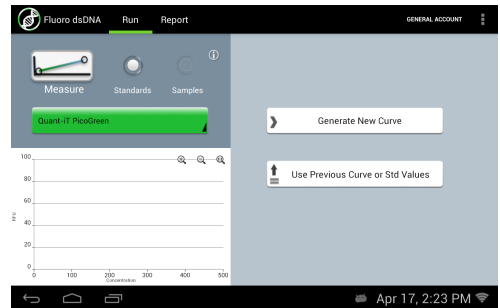 Fluoro dsDNA Run Report GENERAL ACCOUNT
Measure Standards Samples
Quant-iT PicoGreen
Generate New Curve
Use Previous Curve or Std Values
100
80
60
40
20
0
RFU
0 100 200 300 400 500
Concentration
Apr 17, 2:23 PM